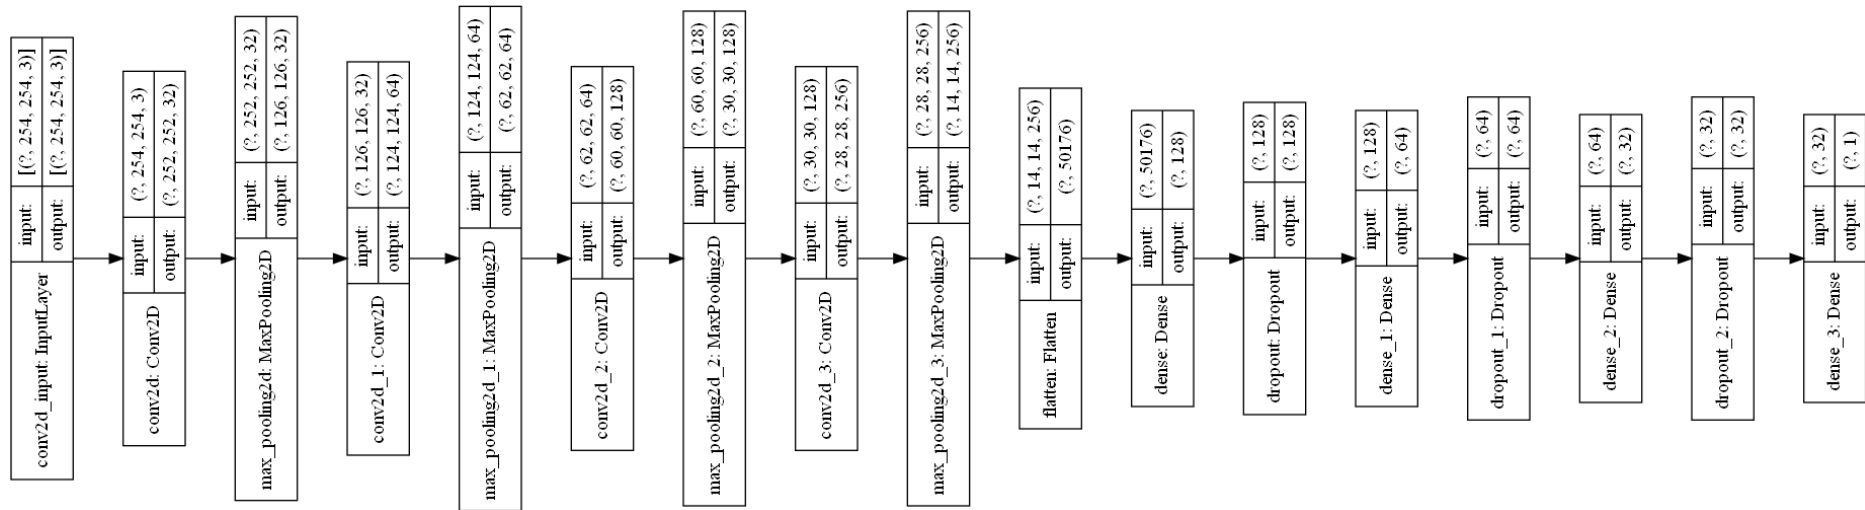 conv2d_input: InputLayer
input:
output:
[(?, 254, 254, 3)]
[(?, 254, 254, 3)]
conv2d: Conv2D
input:
output:
(?, 254, 254, 3)
(?, 252, 252, 32)
max_pooling2d: MaxPooling2D
input:
output:
(?, 252, 252, 32)
(?, 126, 126, 32)
conv2d_1: Conv2D
input:
output:
(?, 126, 126, 32)
(?, 124, 124, 64)
max_pooling2d_1: MaxPooling2D
input:
output:
(?, 124, 124, 64)
(?, 62, 62, 64)
conv2d_2: Conv2D
input:
output:
(?, 62, 62, 64)
(?, 60, 60, 128)
max_pooling2d_2: MaxPooling2D
input:
output:
(?, 60, 60, 128)
(?, 30, 30, 128)
conv2d_3: Conv2D
input:
output:
(?, 30, 30, 128)
(?, 28, 28, 256)
max_pooling2d_3: MaxPooling2D
input:
output:
(?, 28, 28, 256)
(?, 14, 14, 256)
flatten: Flatten
input:
output:
(?, 14, 14, 256)
(?, 50176)
dense: Dense
input:
output:
(?, 50176)
(?, 128)
dropout: Dropout
input:
output:
(?, 128)
(?, 128)
dense_1: Dense
input:
output:
(?, 128)
(?, 64)
dropout_1: Dropout
input:
output:
(?, 64)
(?, 64)
dense_2: Dense
input:
output:
(?, 64)
(?, 32)
dropout_2: Dropout
input:
output:
(?, 32)
(?, 32)
dense_3: Dense
input:
output:
(?, 32)
(?, 1)